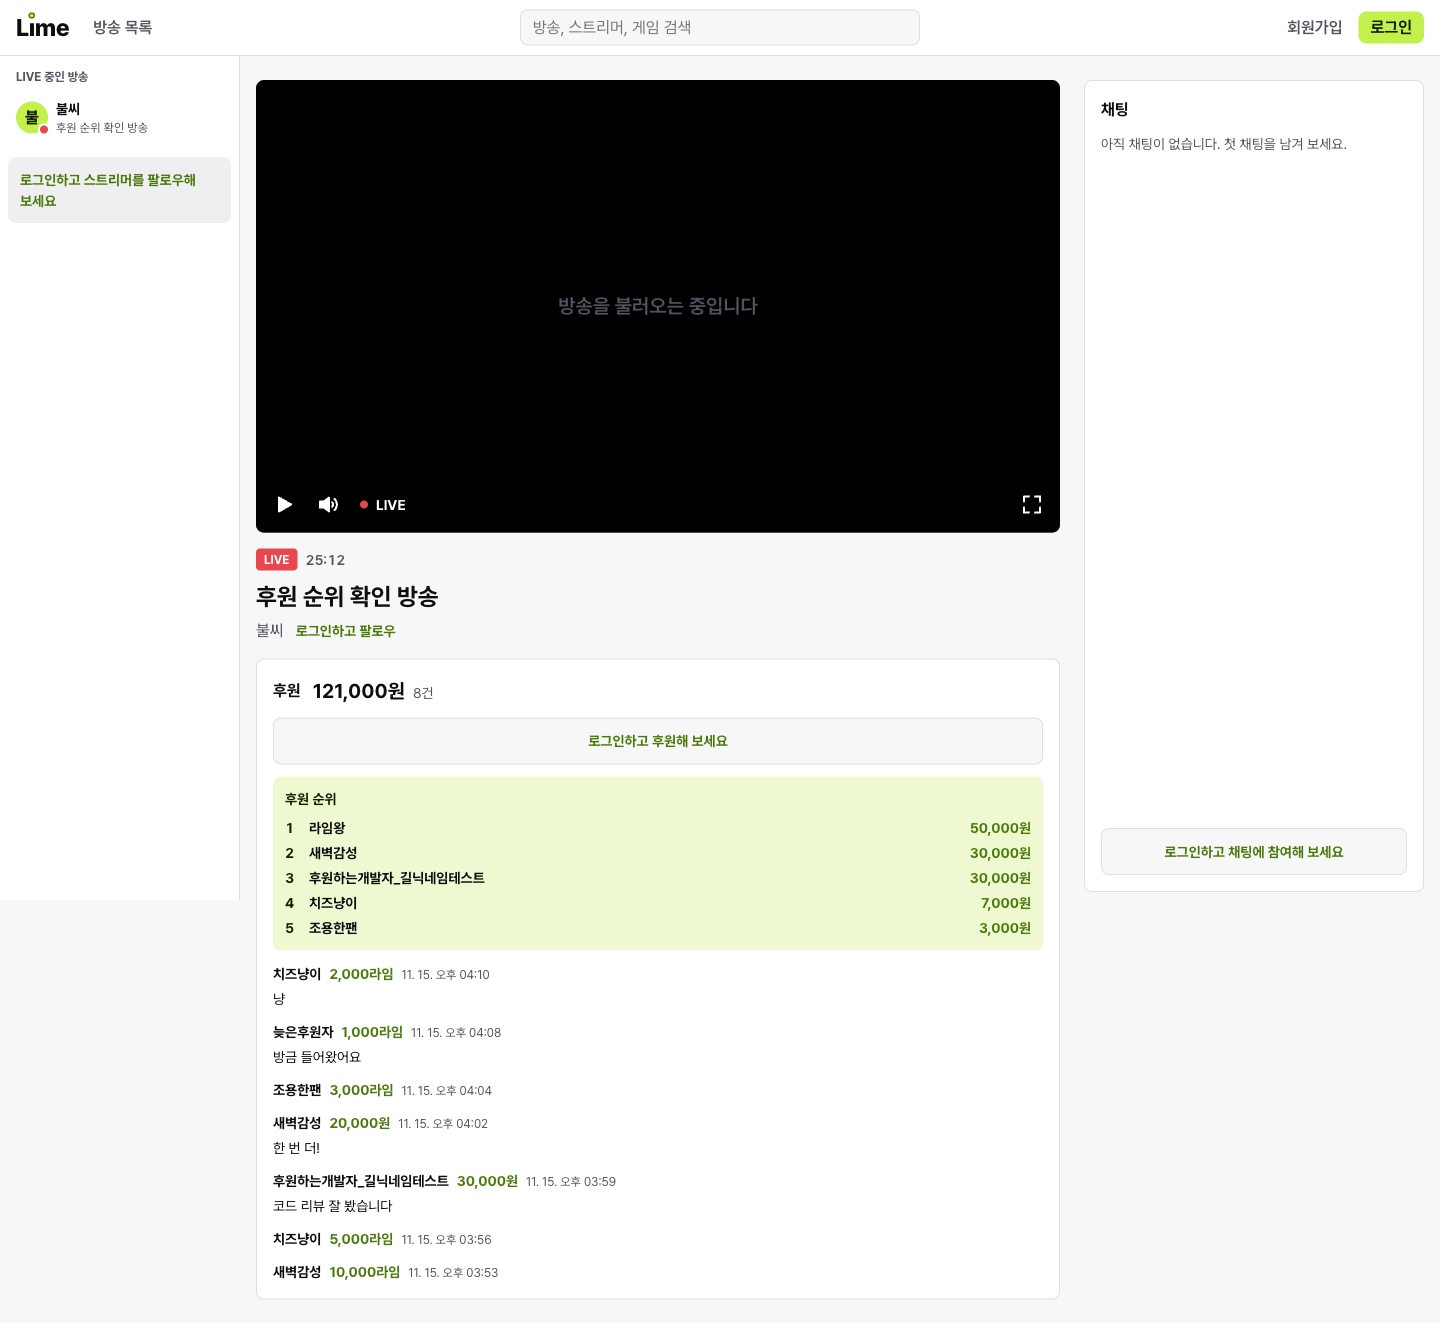 Lime
방송 목록
방송, 스트리머, 게임 검색
회원가입
로그인
LIVE 중인 방송
불
불씨
후원 순위 확인 방송
로그인하고 스트리머를 팔로우해
보세요
방송을 불러오는 중입니다
LIVE
LIVE 25:12
후원 순위 확인 방송
불씨 로그인하고 팔로우
후원 121,000원 8건
로그인하고 후원해 보세요
후원 순위
1 라임왕 50,000원
2 새벽감성 30,000원
3 후원하는개발자_길닉네임테스트 30,000원
4 치즈냥이 7,000원
5 조용한팬 3,000원
치즈냥이 2,000라임 11. 15. 오후 04:10
냥
늦은후원자 1,000라임 11. 15. 오후 04:08
방금 들어왔어요
조용한팬 3,000라임 11. 15. 오후 04:04
새벽감성 20,000원 11. 15. 오후 04:02
한 번 더!
후원하는개발자_길닉네임테스트 30,000원 11. 15. 오후 03:59
코드 리뷰 잘 봤습니다
치즈냥이 5,000라임 11. 15. 오후 03:56
새벽감성 10,000라임 11. 15. 오후 03:53
채팅
아직 채팅이 없습니다. 첫 채팅을 남겨 보세요.
로그인하고 채팅에 참여해 보세요